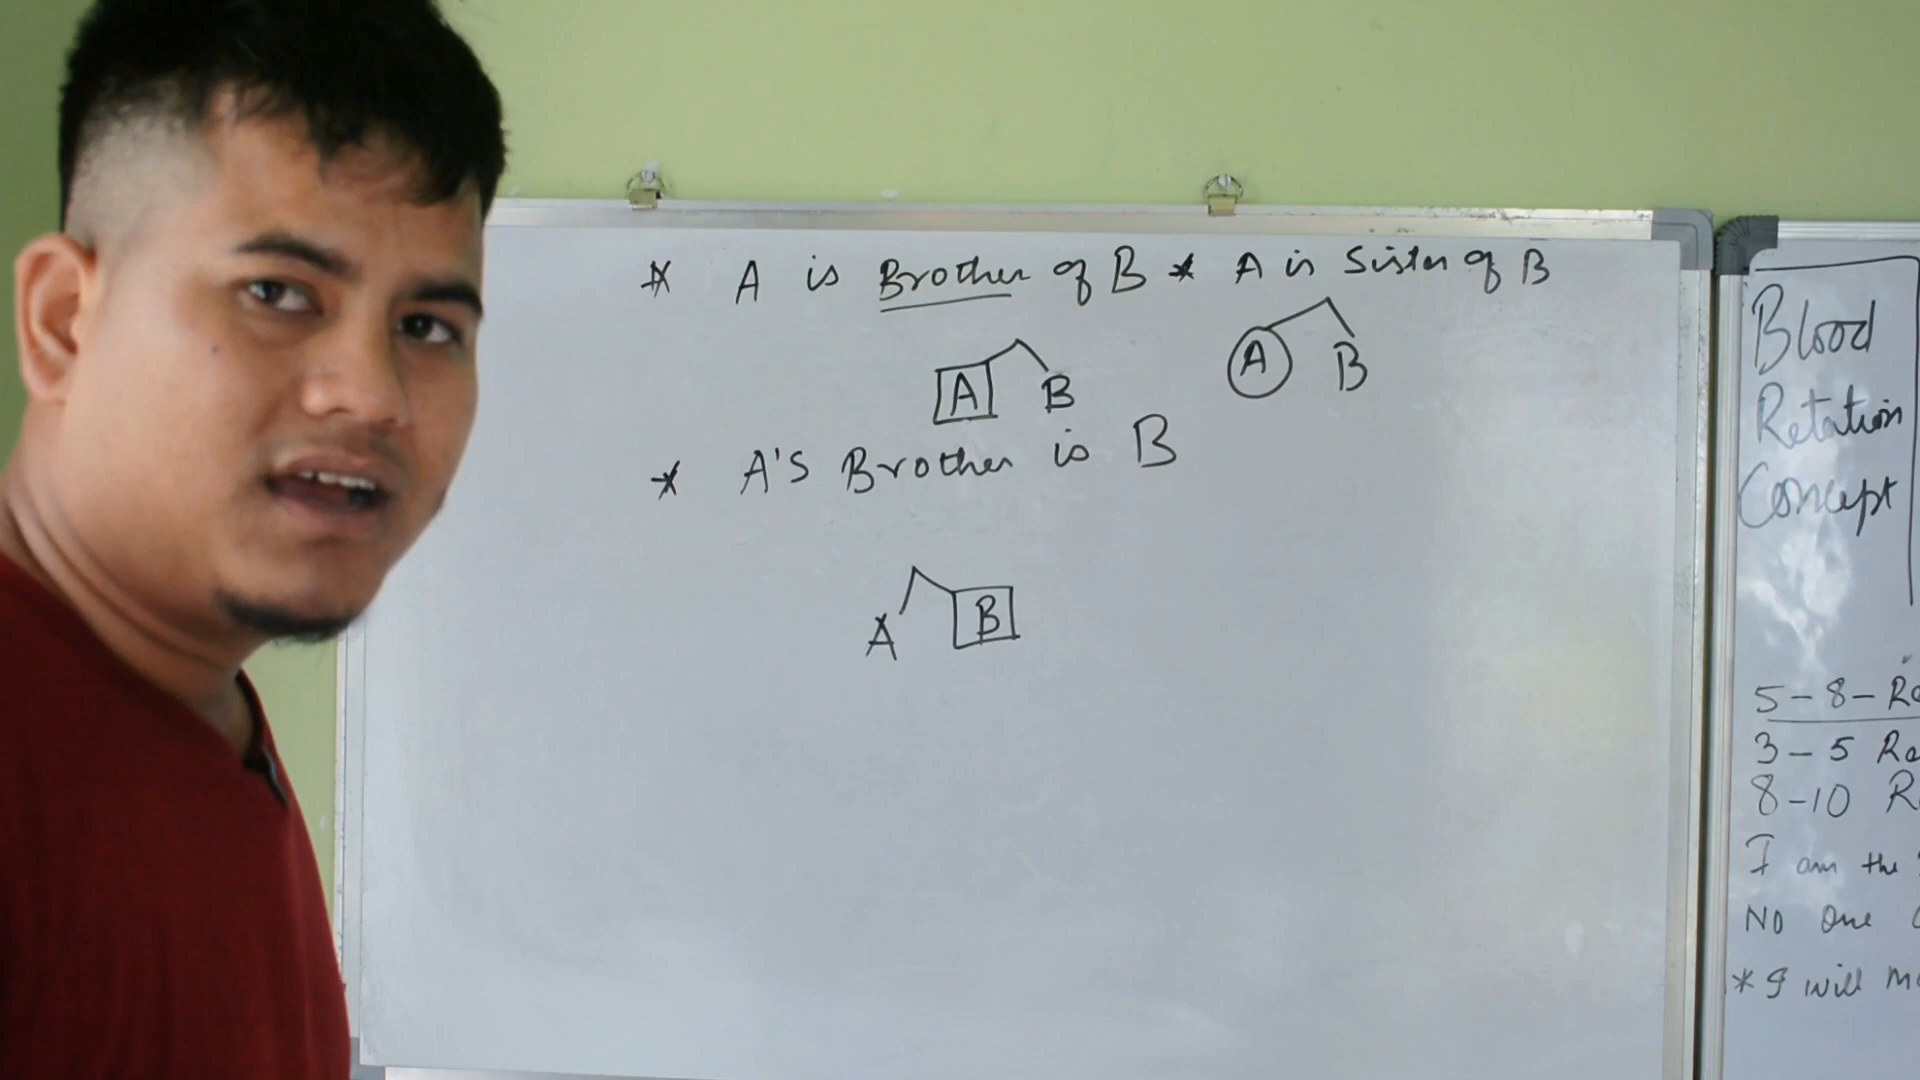 * A is Brother of B * A is Sister of B
A B
A B
* A'S Brother is B
A B
Blood
Relation
Concept
5-8-
3-5
8-10
I am the
No One
* I will